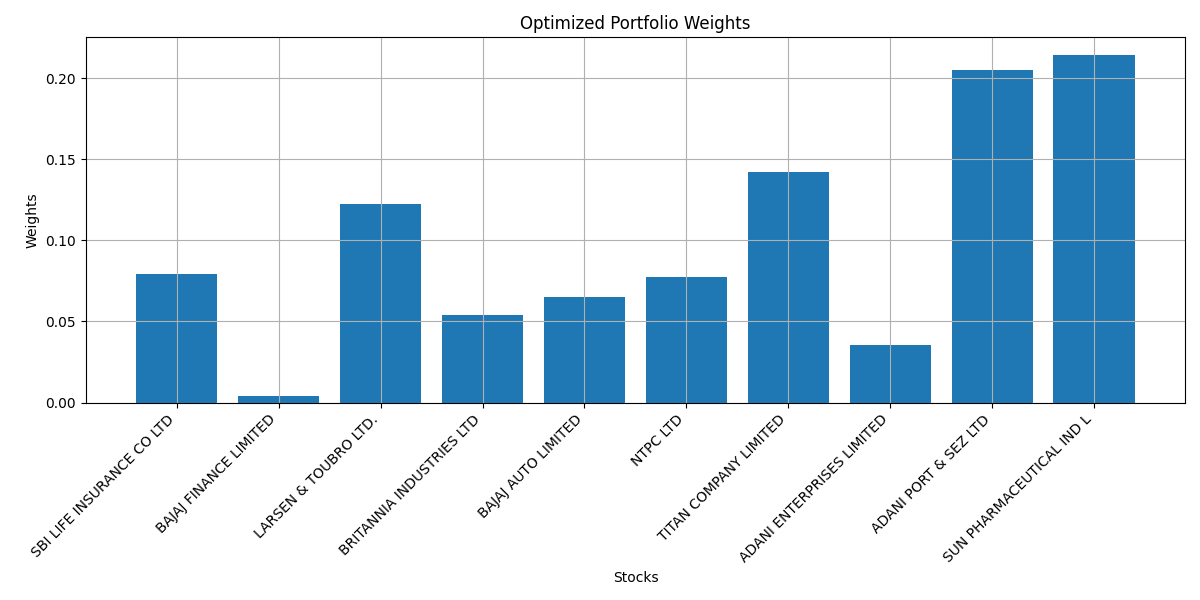 Optimized Portfolio Weights
Weights
0.20
0.15
0.10
0.05
0.00
SBI LIFE INSURANCE CO LTD
BAJAJ FINANCE LIMITED
LARSEN & TOUBRO LTD.
BRITANNIA INDUSTRIES LTD
BAJAJ AUTO LIMITED
NTPC LTD
TITAN COMPANY LIMITED
ADANI ENTERPRISES LIMITED
ADANI PORT & SEZ LTD
SUN PHARMACEUTICAL IND L
Stocks